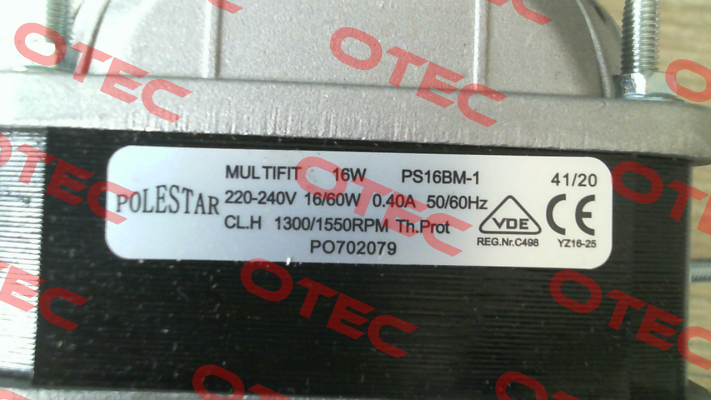 MULTIFIT 16W PS16BM-1 41/20
POLESTAR 220-240V 16/60W 0.40A 50/60Hz
CL.H 1300/1550RPM Th.Prot VDE CE
REG.Nr.C498 YZ16-25
PO702079
OTEC
OTEC
OTEC
OTEC
OTEC
OTEC
OTEC
OTEC
OTEC